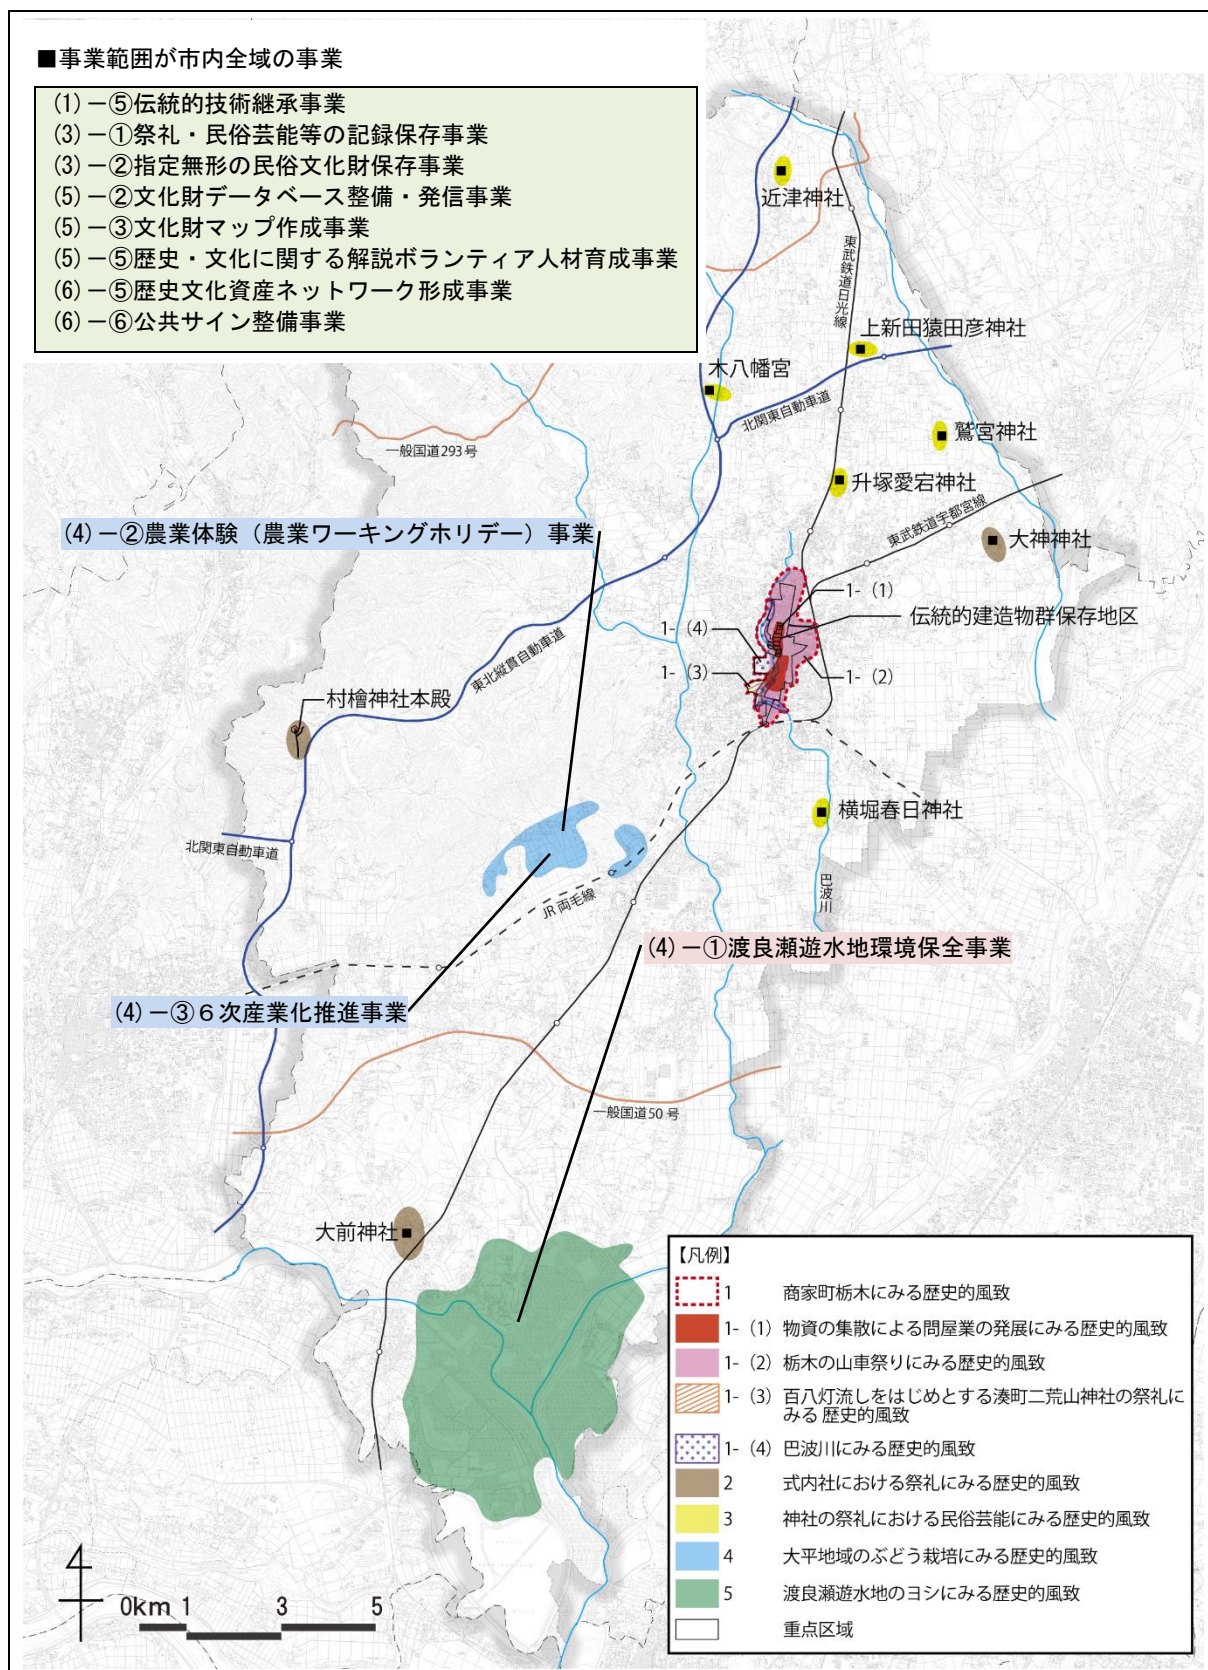 ■事業範囲が市内全域の事業
(1)－⑤伝統的技術継承事業
(3)－①祭礼・民俗芸能等の記録保存事業
(3)－②指定無形の民俗文化財保存事業
(5)－②文化財データベース整備・発信事業
(5)－③文化財マップ作成事業
(5)－⑤歴史・文化に関する解説ボランティア人材育成事業
(6)－⑤歴史文化資産ネットワーク形成事業
(6)－⑥公共サイン整備事業
近津神社
東武鉄道日光線
上新田猿田彦神社
木八幡宮
北関東自動車道
一般国道293号
鷲宮神社
升塚愛宕神社
東武鉄道宇都宮線
(4)－②農業体験（農業ワーキングホリデー）事業
大神神社
1-（1）
伝統的建造物群保存地区
1-（4）
1-（3）
1-（2）
東北縦貫自動車道
村檜神社本殿
横堀春日神社
北関東自動車道
巴波川
JR両毛線
(4)－①渡良瀬遊水地環境保全事業
(4)－③６次産業化推進事業
一般国道50号
大前神社
【凡例】
1 商家町栃木にみる歴史的風致
1-（1）物資の集散による問屋業の発展にみる歴史的風致
1-（2）栃木の山車祭りにみる歴史的風致
1-（3）百八灯流しをはじめとする湊町二荒山神社の祭礼に
みる 歴史的風致
1-（4）巴波川にみる歴史的風致
2 式内社における祭礼にみる歴史的風致
3 神社の祭礼における民俗芸能にみる歴史的風致
4 大平地域のぶどう栽培にみる歴史的風致
5 渡良瀬遊水地のヨシにみる歴史的風致
重点区域
0km 1 3 5